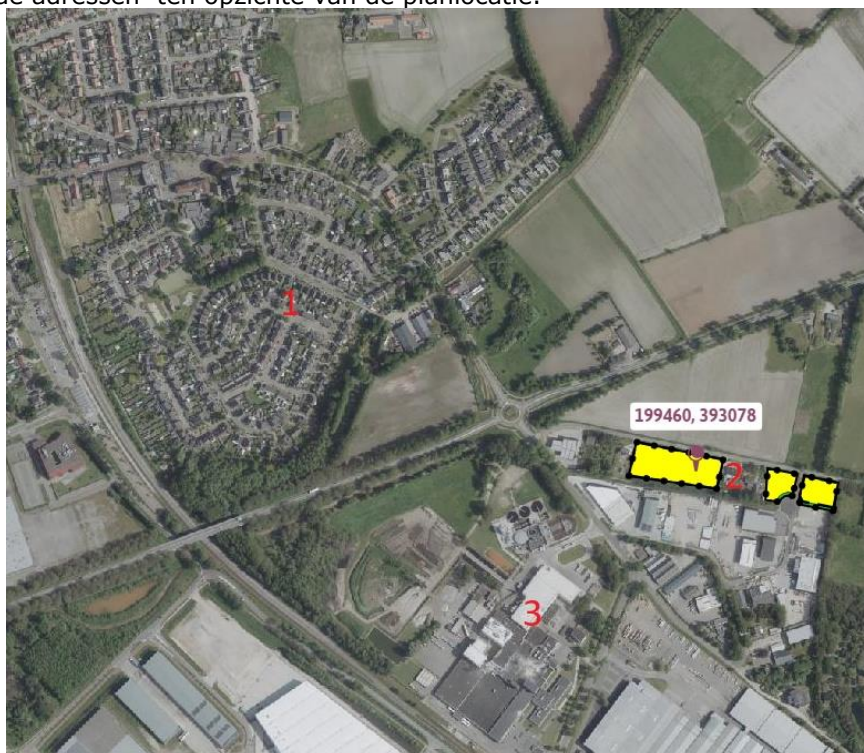 de adressen ten opzichte van de planlocatie.
1
199460, 393078
2
3